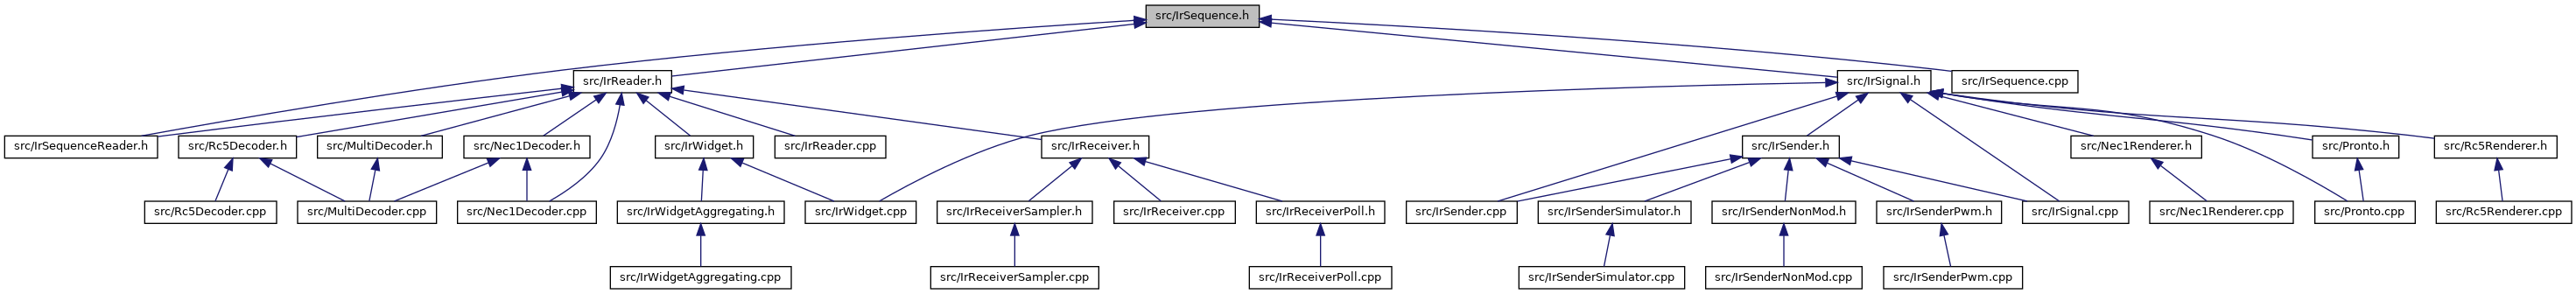 src/IrSequence.h
src/IrReader.h
src/IrSignal.h
src/IrSequence.cpp
src/IrSequenceReader.h
src/Rc5Decoder.h
src/MultiDecoder.h
src/Nec1Decoder.h
src/IrWidget.h
src/IrReader.cpp
src/IrReceiver.h
src/IrSender.h
src/Nec1Renderer.h
src/Pronto.h
src/Rc5Renderer.h
src/Rc5Decoder.cpp
src/MultiDecoder.cpp
src/Nec1Decoder.cpp
src/IrWidgetAggregating.h
src/IrWidget.cpp
src/IrReceiverSampler.h
src/IrReceiver.cpp
src/IrReceiverPoll.h
src/IrSender.cpp
src/IrSenderSimulator.h
src/IrSenderNonMod.h
src/IrSenderPwm.h
src/IrSignal.cpp
src/Nec1Renderer.cpp
src/Pronto.cpp
src/Rc5Renderer.cpp
src/IrWidgetAggregating.cpp
src/IrReceiverSampler.cpp
src/IrReceiverPoll.cpp
src/IrSenderSimulator.cpp
src/IrSenderNonMod.cpp
src/IrSenderPwm.cpp